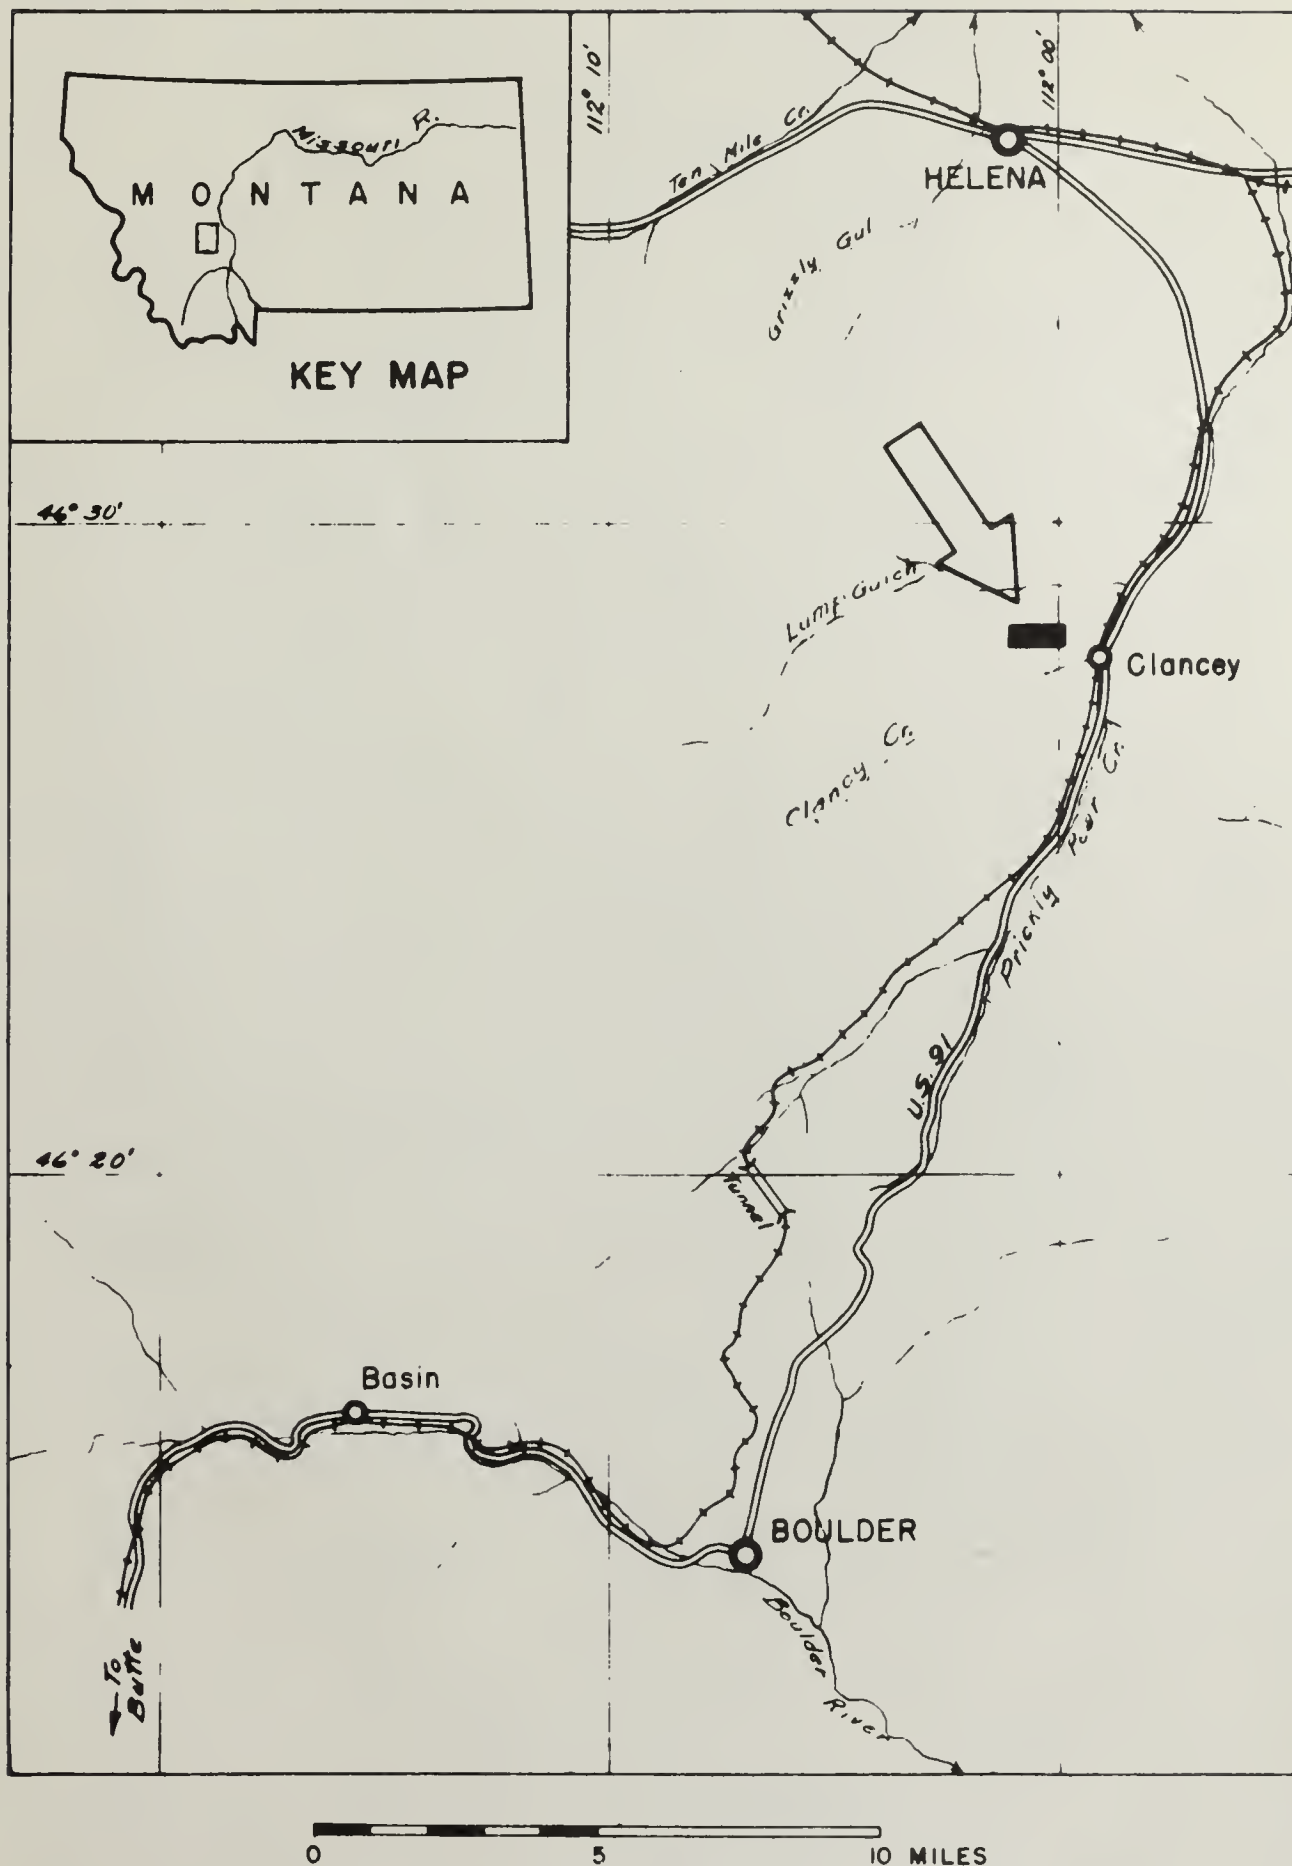 Missouri R.
MONTANA
KEY MAP
112° 10'
112° 00'
Ten Mile Cr.
HELENA
Grizzly Gul
46° 30'
Lump Gulch
Clancey
Clancy Cr.
Prickly Pear Cr.
U.S. 91
46° 20'
Tunnel
Basin
BOULDER
Boulder River
To
Butte
0 5 10 MILES